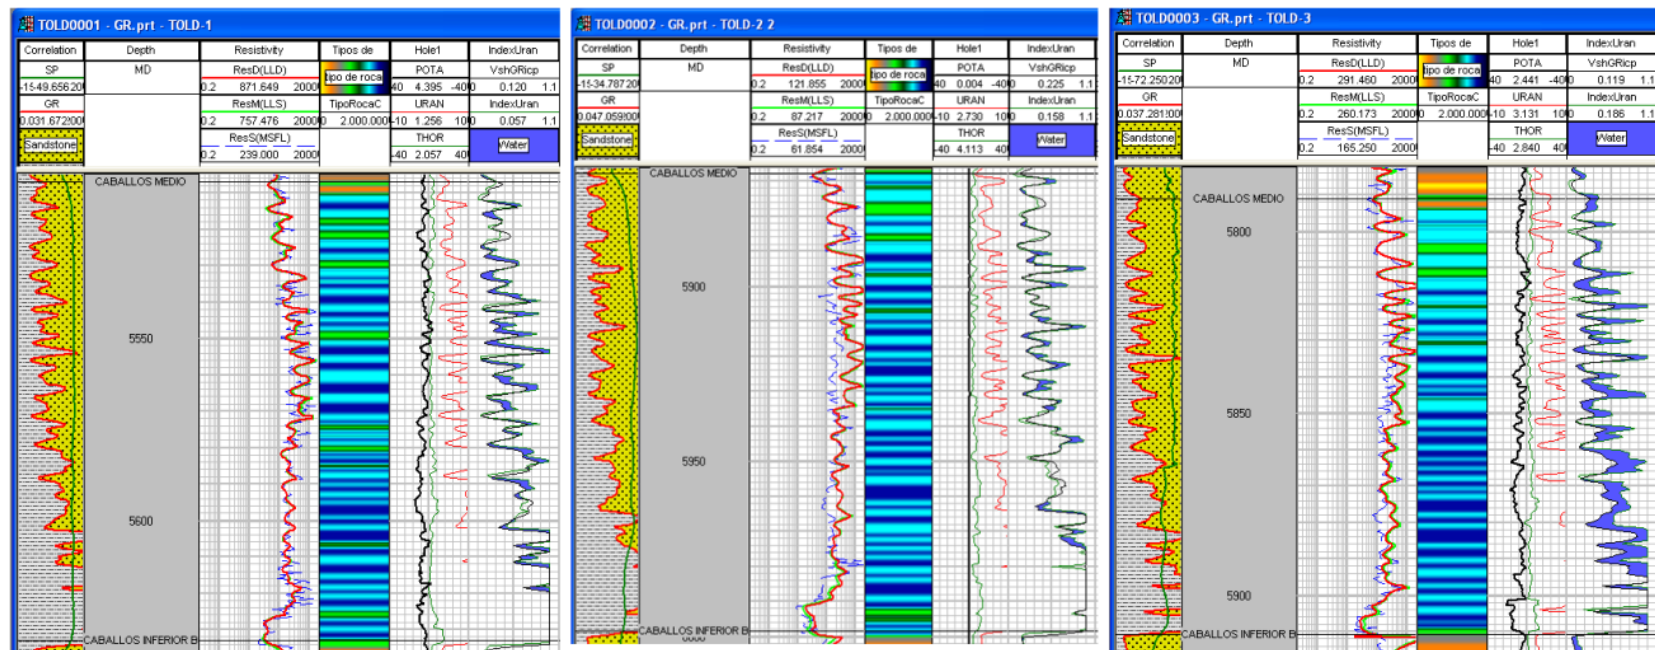 TOLD0001 - GR.prt - TOLD-1
Correlation Depth Resistivity Tipos de Hole1 IndexUran
SP MD ResD(LLD) tipo de roca POTA VshGRicp
-15-49.656 20 0.2 871.649 2000 40 4.395 -40 0 0.120 1.1
GR ResM(LLS) TipoRocaC URAN IndexUran
0.2 757.476 2000 0 2.000.000 -10 1.256 10 0 0.057 1.1
Sandstone ResS(MSFL) THOR Water
0.2 239.000 2000 -40 2.057 40
CABALLOS MEDIO
5550
5600
CABALLOS INFERIOR B
TOLD0002 - GR.prt - TOLD-2 2
Correlation Depth Resistivity Tipos de Hole1 IndexUran
SP MD ResD(LLD) tipo de roca POTA VshGRicp
-15-34.787 20 0.2 121.855 2000 40 0.004 -40 0 0.225 1.1
GR ResM(LLS) TipoRocaC URAN IndexUran
0.2 87.217 2000 0 2.000.000 -10 2.730 10 0 0.158 1.1
Sandstone ResS(MSFL) THOR Water
0.2 61.854 2000 -40 4.113 40
CABALLOS MEDIO
5900
5950
CABALLOS INFERIOR B
TOLD0003 - GR.prt - TOLD-3
Correlation Depth Resistivity Tipos de Hole1 IndexUran
SP MD ResD(LLD) tipo de roca POTA VshGRicp
-15-72.250 20 0.2 291.460 2000 40 2.441 -40 0 0.119 1.1
GR ResM(LLS) TipoRocaC URAN IndexUran
0.2 260.173 2000 0 2.000.000 -10 3.131 10 0 0.186 1.1
Sandstone ResS(MSFL) THOR Water
0.2 165.250 2000 -40 2.840 40
CABALLOS MEDIO
5800
5850
5900
CABALLOS INFERIOR B